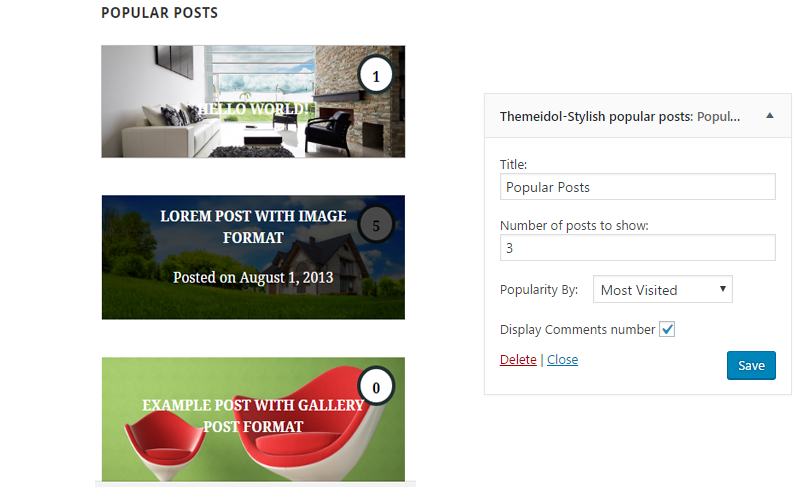 POPULAR POSTS
1
HELLO WORLD!
LOREM POST WITH IMAGE
FORMAT
5
Posted on August 1, 2013
0
EXAMPLE POST WITH GALLERY
POST FORMAT
Themeidol-Stylish popular posts: Popul...
Title:
Popular Posts
Number of posts to show:
3
Popularity By: Most Visited
Display Comments number
Delete | Close
Save